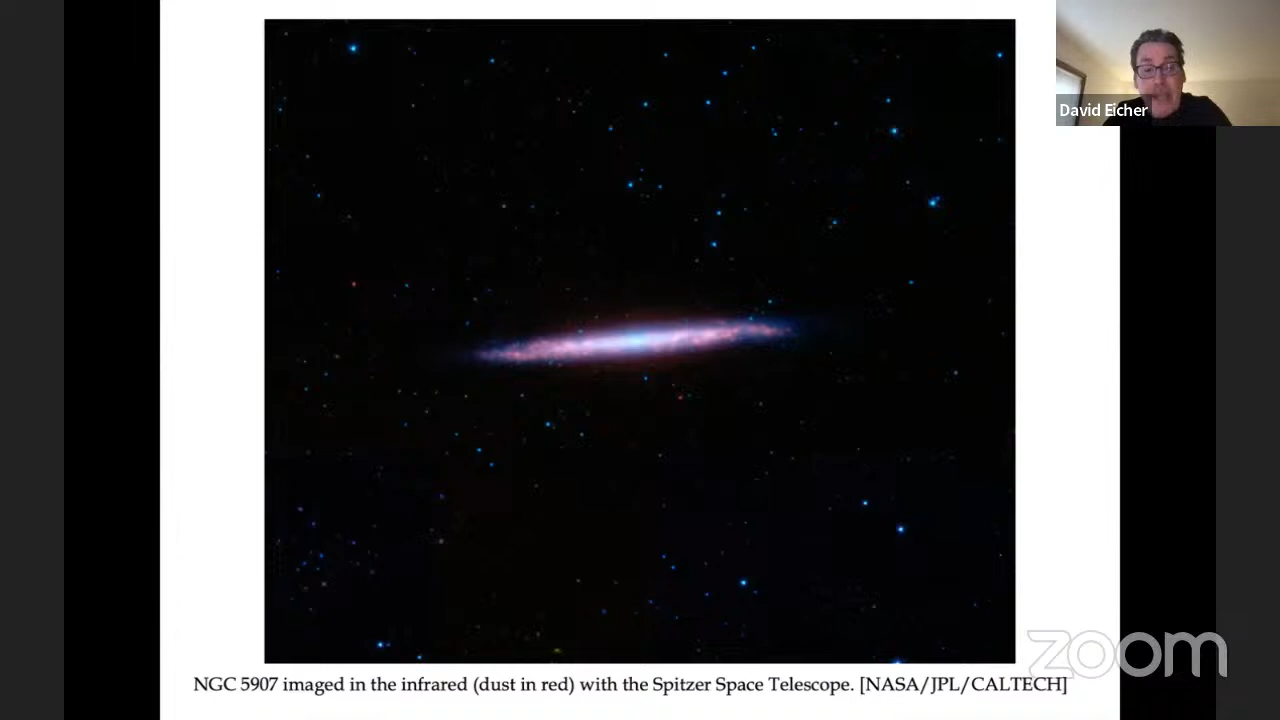 David Eicher
zoom
NGC 5907 imaged in the infrared (dust in red) with the Spitzer Space Telescope. [NASA/JPL/CALTECH]